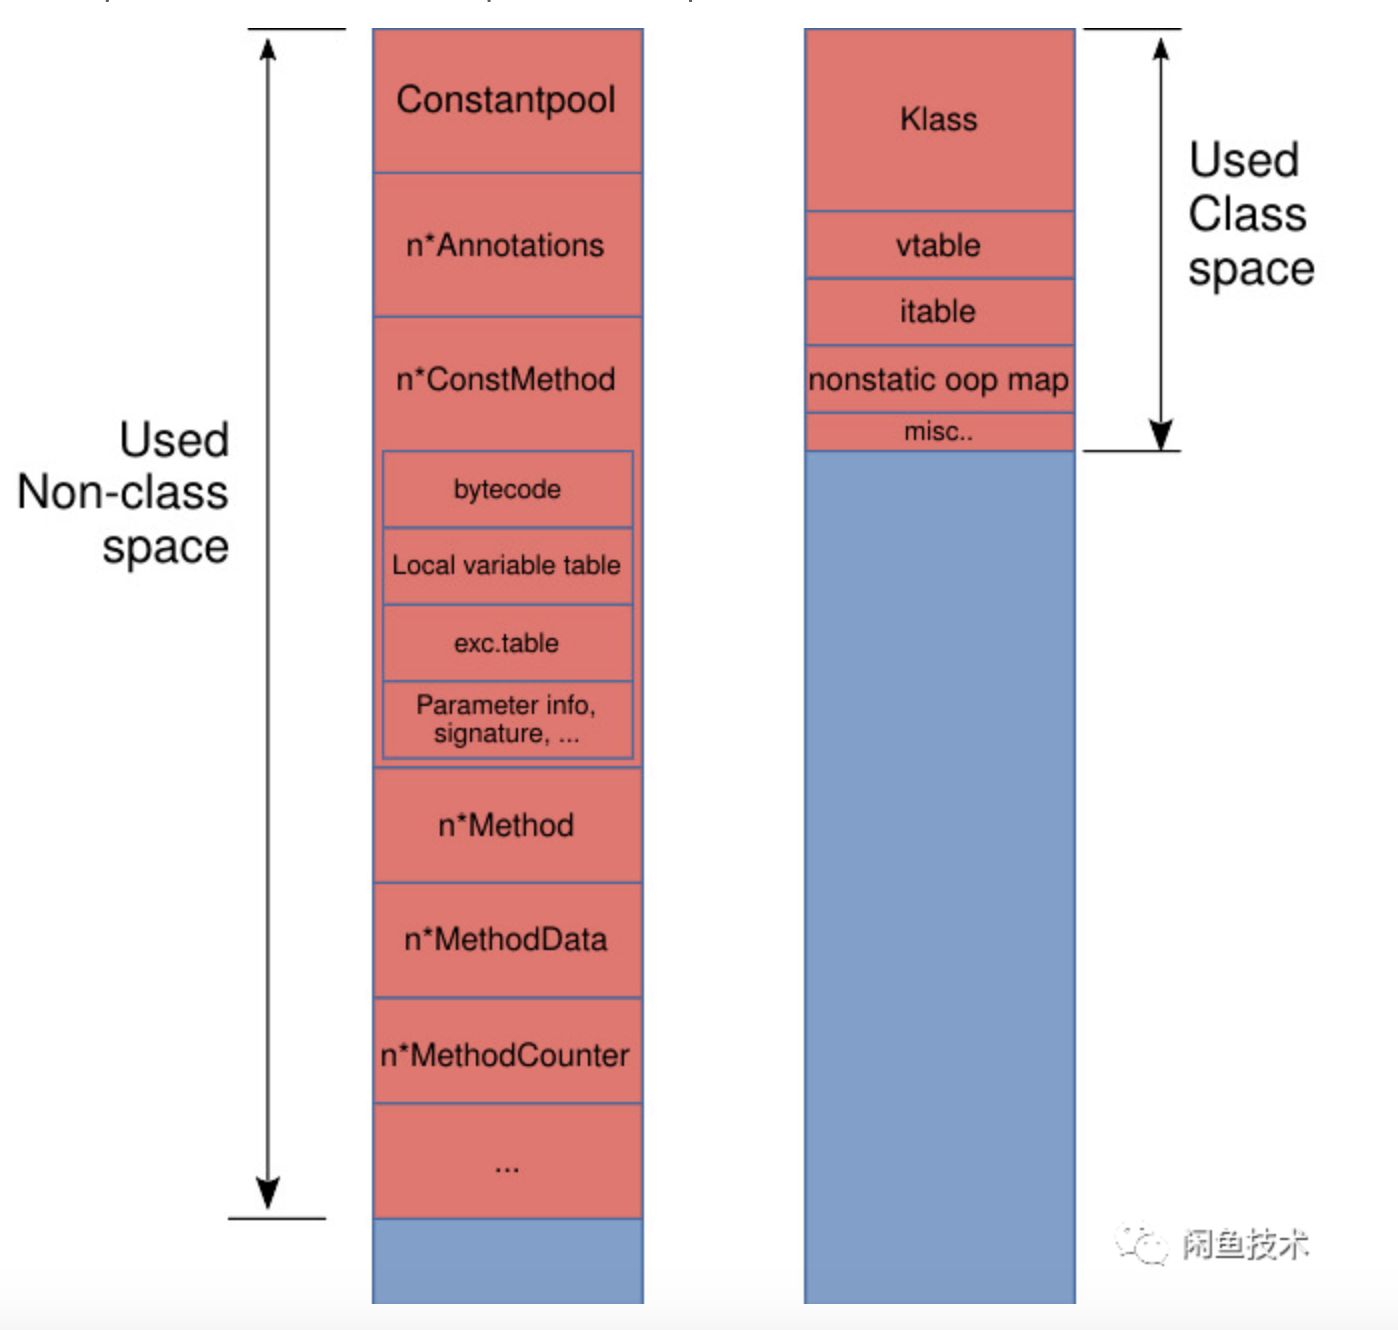 Constantpool
n*Annotations
n*ConstMethod
bytecode
Local variable table
exc.table
Parameter info,
signature, ...
n*Method
n*MethodData
n*MethodCounter
...
Used
Non-class
space
Klass
vtable
itable
nonstatic oop map
misc..
Used
Class
space
闲鱼技术